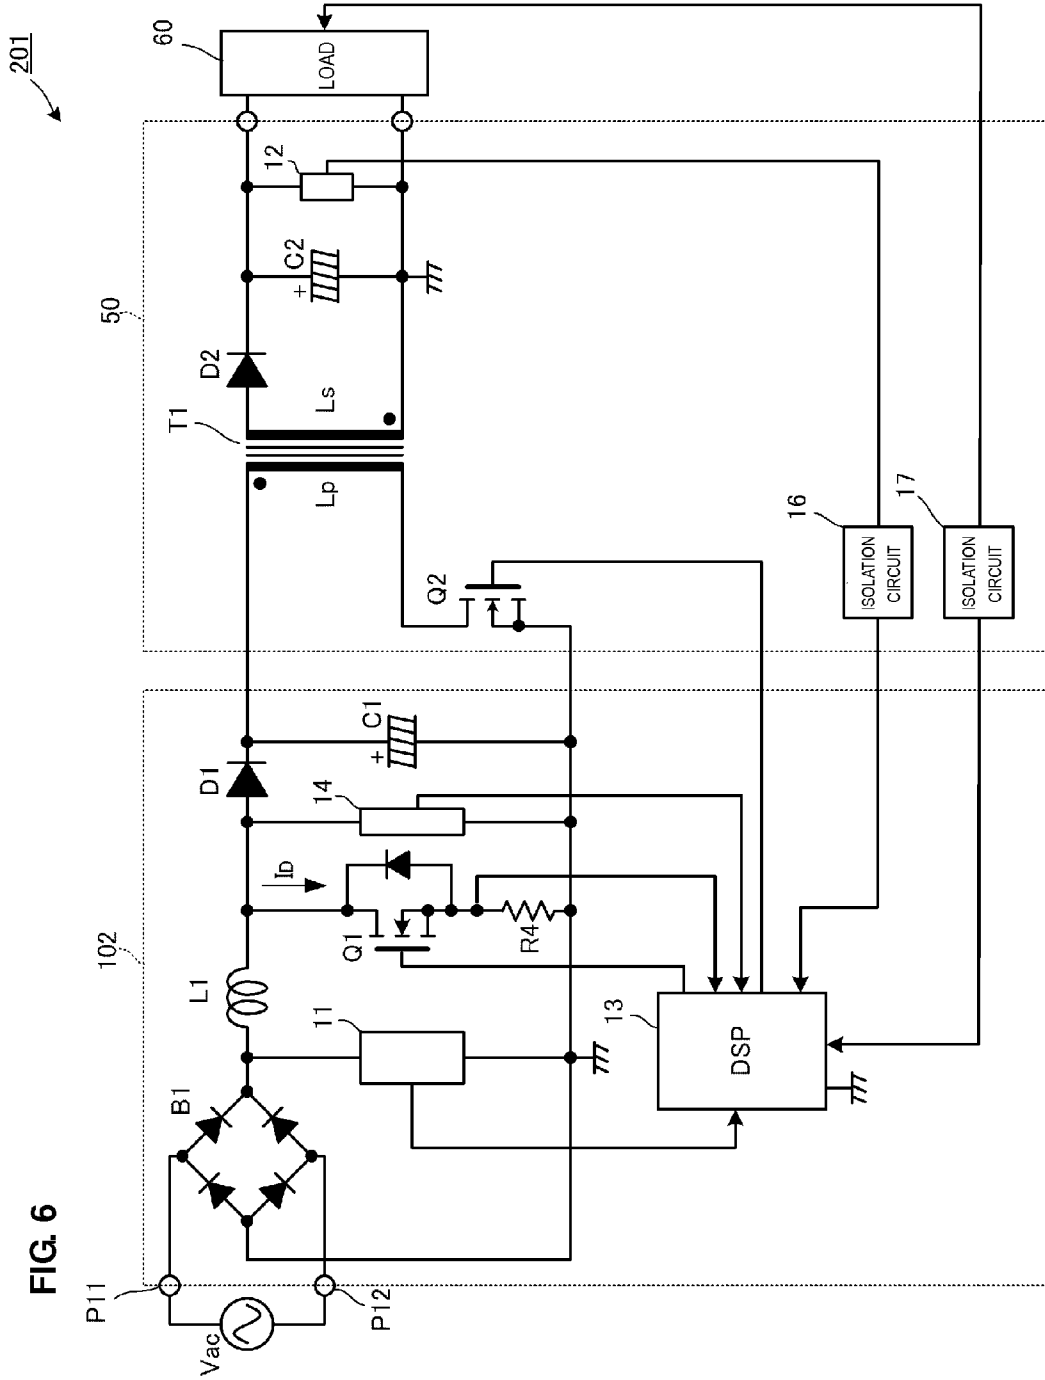 FIG. 6
201
102
50
60
P11
P12
Vac
B1
L1
11
Q1
ID
R4
14
D1
C1
+
T1
Lp
Ls
Q2
D2
C2
+
12
LOAD
13
DSP
16
ISOLATION
CIRCUIT
17
ISOLATION
CIRCUIT